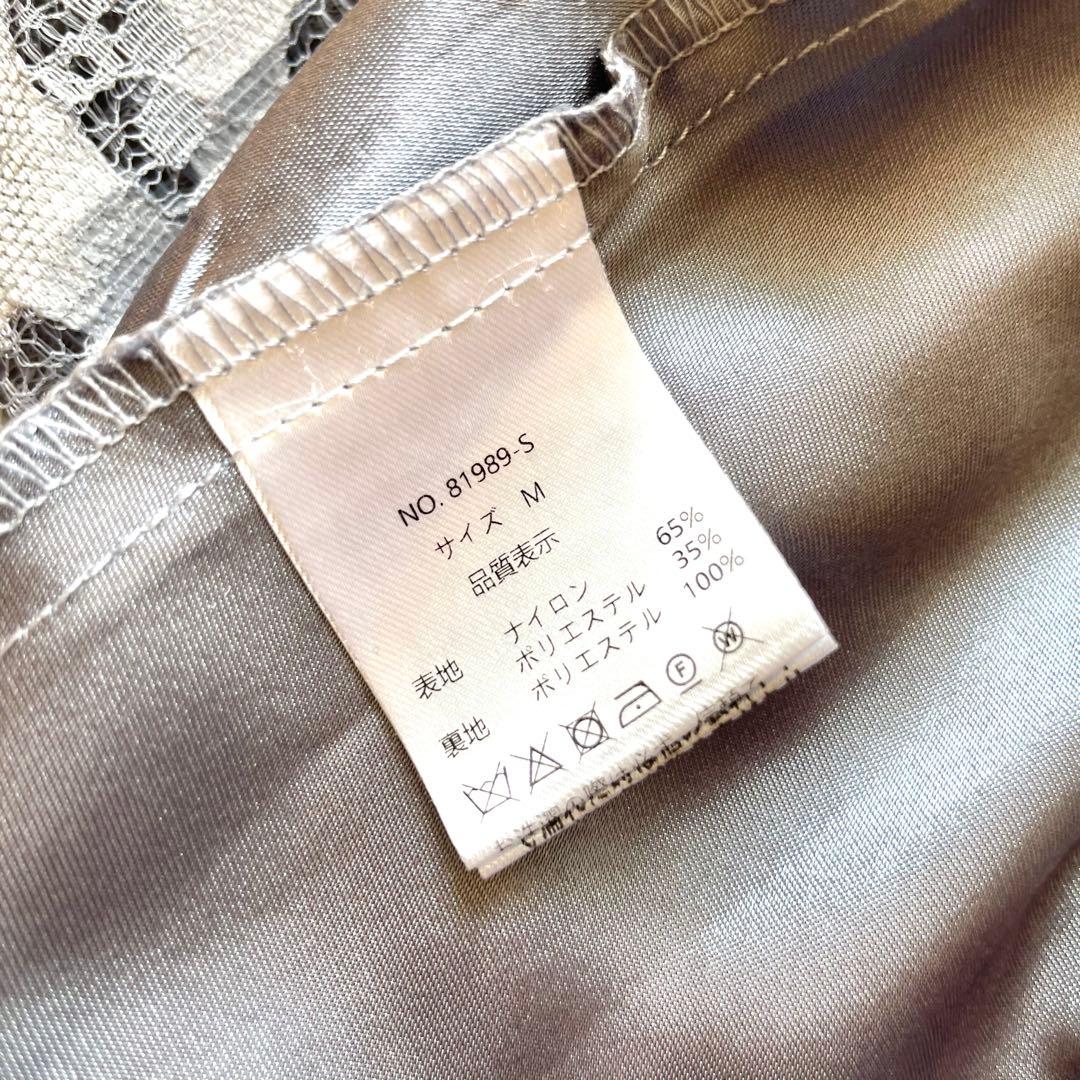 NO. 81989-S
サイズ M
品質表示
表地 ナイロン 65%
ポリエステル 35%
裏地 ポリエステル 100%
F W